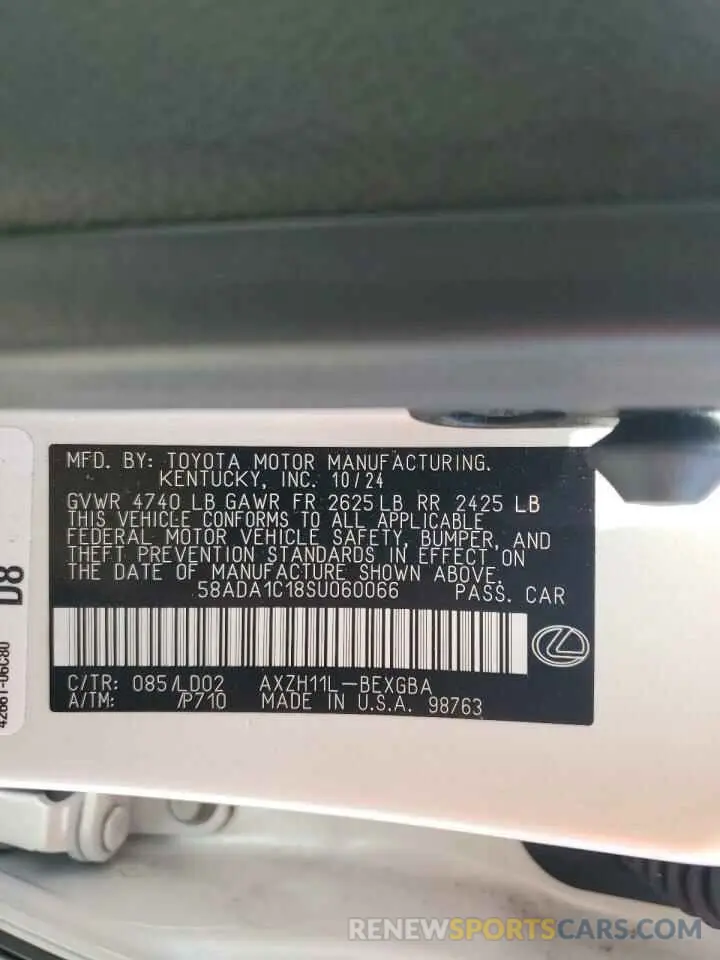 MFD. BY: TOYOTA MOTOR MANUFACTURING.
KENTUCKY, INC. 10/24
GVWR 4740 LB GAWR FR 2625 LB RR 2425 LB
THIS VEHICLE CONFORMS TO ALL APPLICABLE
FEDERAL MOTOR VEHICLE SAFETY, BUMPER, AND
THEFT PREVENTION STANDARDS IN EFFECT ON
THE DATE OF MANUFACTURE SHOWN ABOVE.
58ADA1C18SU060066 PASS. CAR
C/TR: 085/LD02 AXZH11L-BEXGBA
A/TM: /P710 MADE IN U.S.A. 98763
D8
42661-06C80
RENEWSPORTSCARS.COM